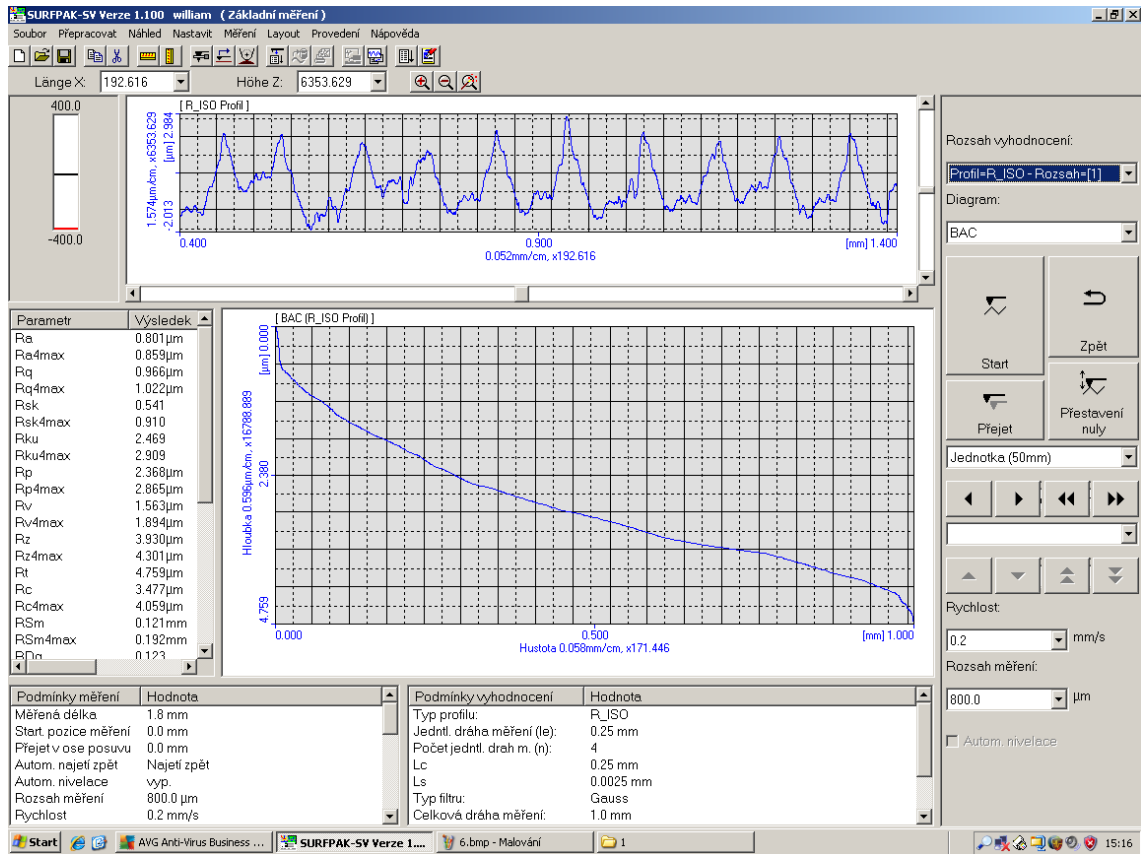 SURFPAK-SV Verze 1.100 william ( Základní měření )
Soubor Přepracovat Náhled Nastavit Měření Layout Provedení Nápověda
Länge X: 192.616 Höhe Z: 6353.629
400.0
-400.0
[ R_ISO Profil ]
1.574µm/cm, x6353.629
-2.013 [µm] 2.984
0.400 0.900 [mm] 1.400
0.052mm/cm, x192.616
Rozsah vyhodnocení:
Profil=R_ISO - Rozsah=[1]
Diagram:
BAC
Start
Zpět
Přejet
Přestavení
nuly
Jednotka (50mm)
Rychlost:
0.2 mm/s
Rozsah měření:
800.0 µm
Autom. nivelace
Parametr Výsledek
Ra 0.801µm
Ra4max 0.859µm
Rq 0.966µm
Rq4max 1.022µm
Rsk 0.541
Rsk4max 0.910
Rku 2.469
Rku4max 2.909
Rp 2.368µm
Rp4max 2.865µm
Rv 1.563µm
Rv4max 1.894µm
Rz 3.930µm
Rz4max 4.301µm
Rt 4.759µm
Rc 3.477µm
Rc4max 4.059µm
RSm 0.121mm
RSm4max 0.192mm
RDq 0.123
[ BAC (R_ISO Profil) ]
Hloubka 0.596µm/cm, x16788.889
4.759 2.380 [µm] 0.000
0.000 0.500 [mm] 1.000
Hustota 0.058mm/cm, x171.446
Podmínky měření Hodnota
Měřená délka 1.8 mm
Start. pozice měření 0.0 mm
Přejet v ose posuvu 0.0 mm
Autom. najetí zpět Najetí zpět
Autom. nivelace vyp.
Rozsah měření 800.0 µm
Rychlost 0.2 mm/s
Podmínky vyhodnocení Hodnota
Typ profilu: R_ISO
Jedntl. dráha měření (le): 0.25 mm
Počet jedntl. drah m. (n): 4
Lc 0.25 mm
Ls 0.0025 mm
Typ filtru: Gauss
Celková dráha měření: 1.0 mm
Start AVG Anti-Virus Business ... SURFPAK-SV Verze 1.... 6.bmp - Malování 1 15:16